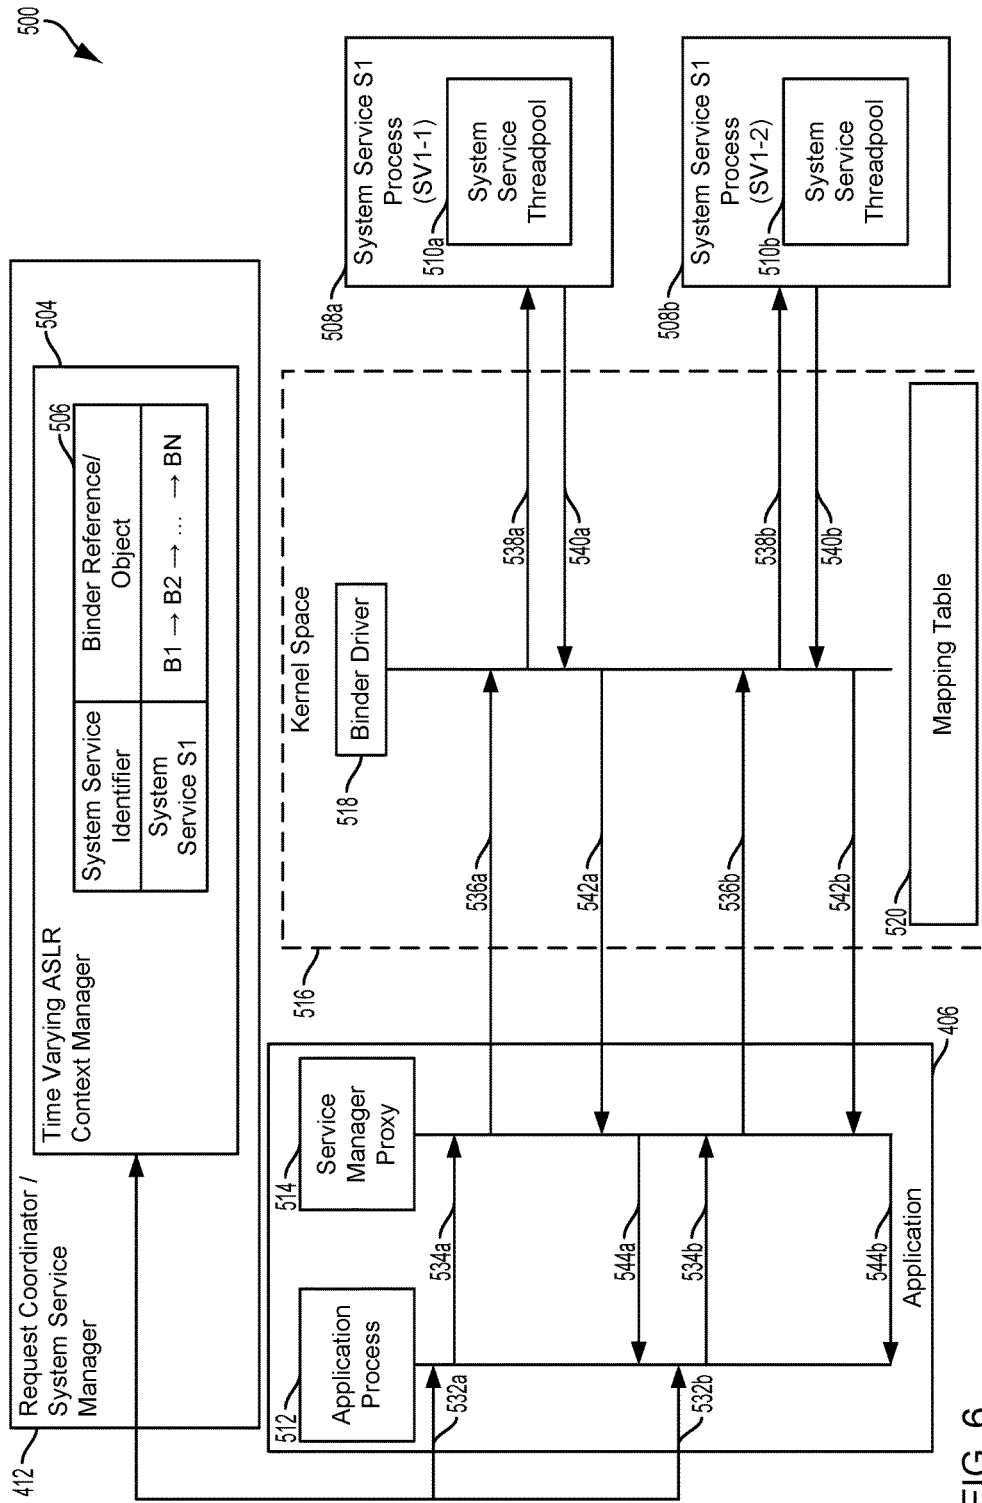 500
412
Request Coordinator /
System Service
Manager
504
Time Varying ASLR
Context Manager
506
System Service
Identifier
Binder Reference/
Object
System
Service S1
B1 → B2 → ... → BN
512
Application
Process
514
Service
Manager
Proxy
516
Kernel Space
518
Binder Driver
508a
System Service S1
Process
(SV1-1)
510a
System
Service
Threadpool
508b
System Service S1
Process
(SV1-2)
510b
System
Service
Threadpool
532a
534a
536a
538a
540a
542a
544a
532b
534b
536b
538b
540b
542b
544b
Application
406
520
Mapping Table
FIG. 6